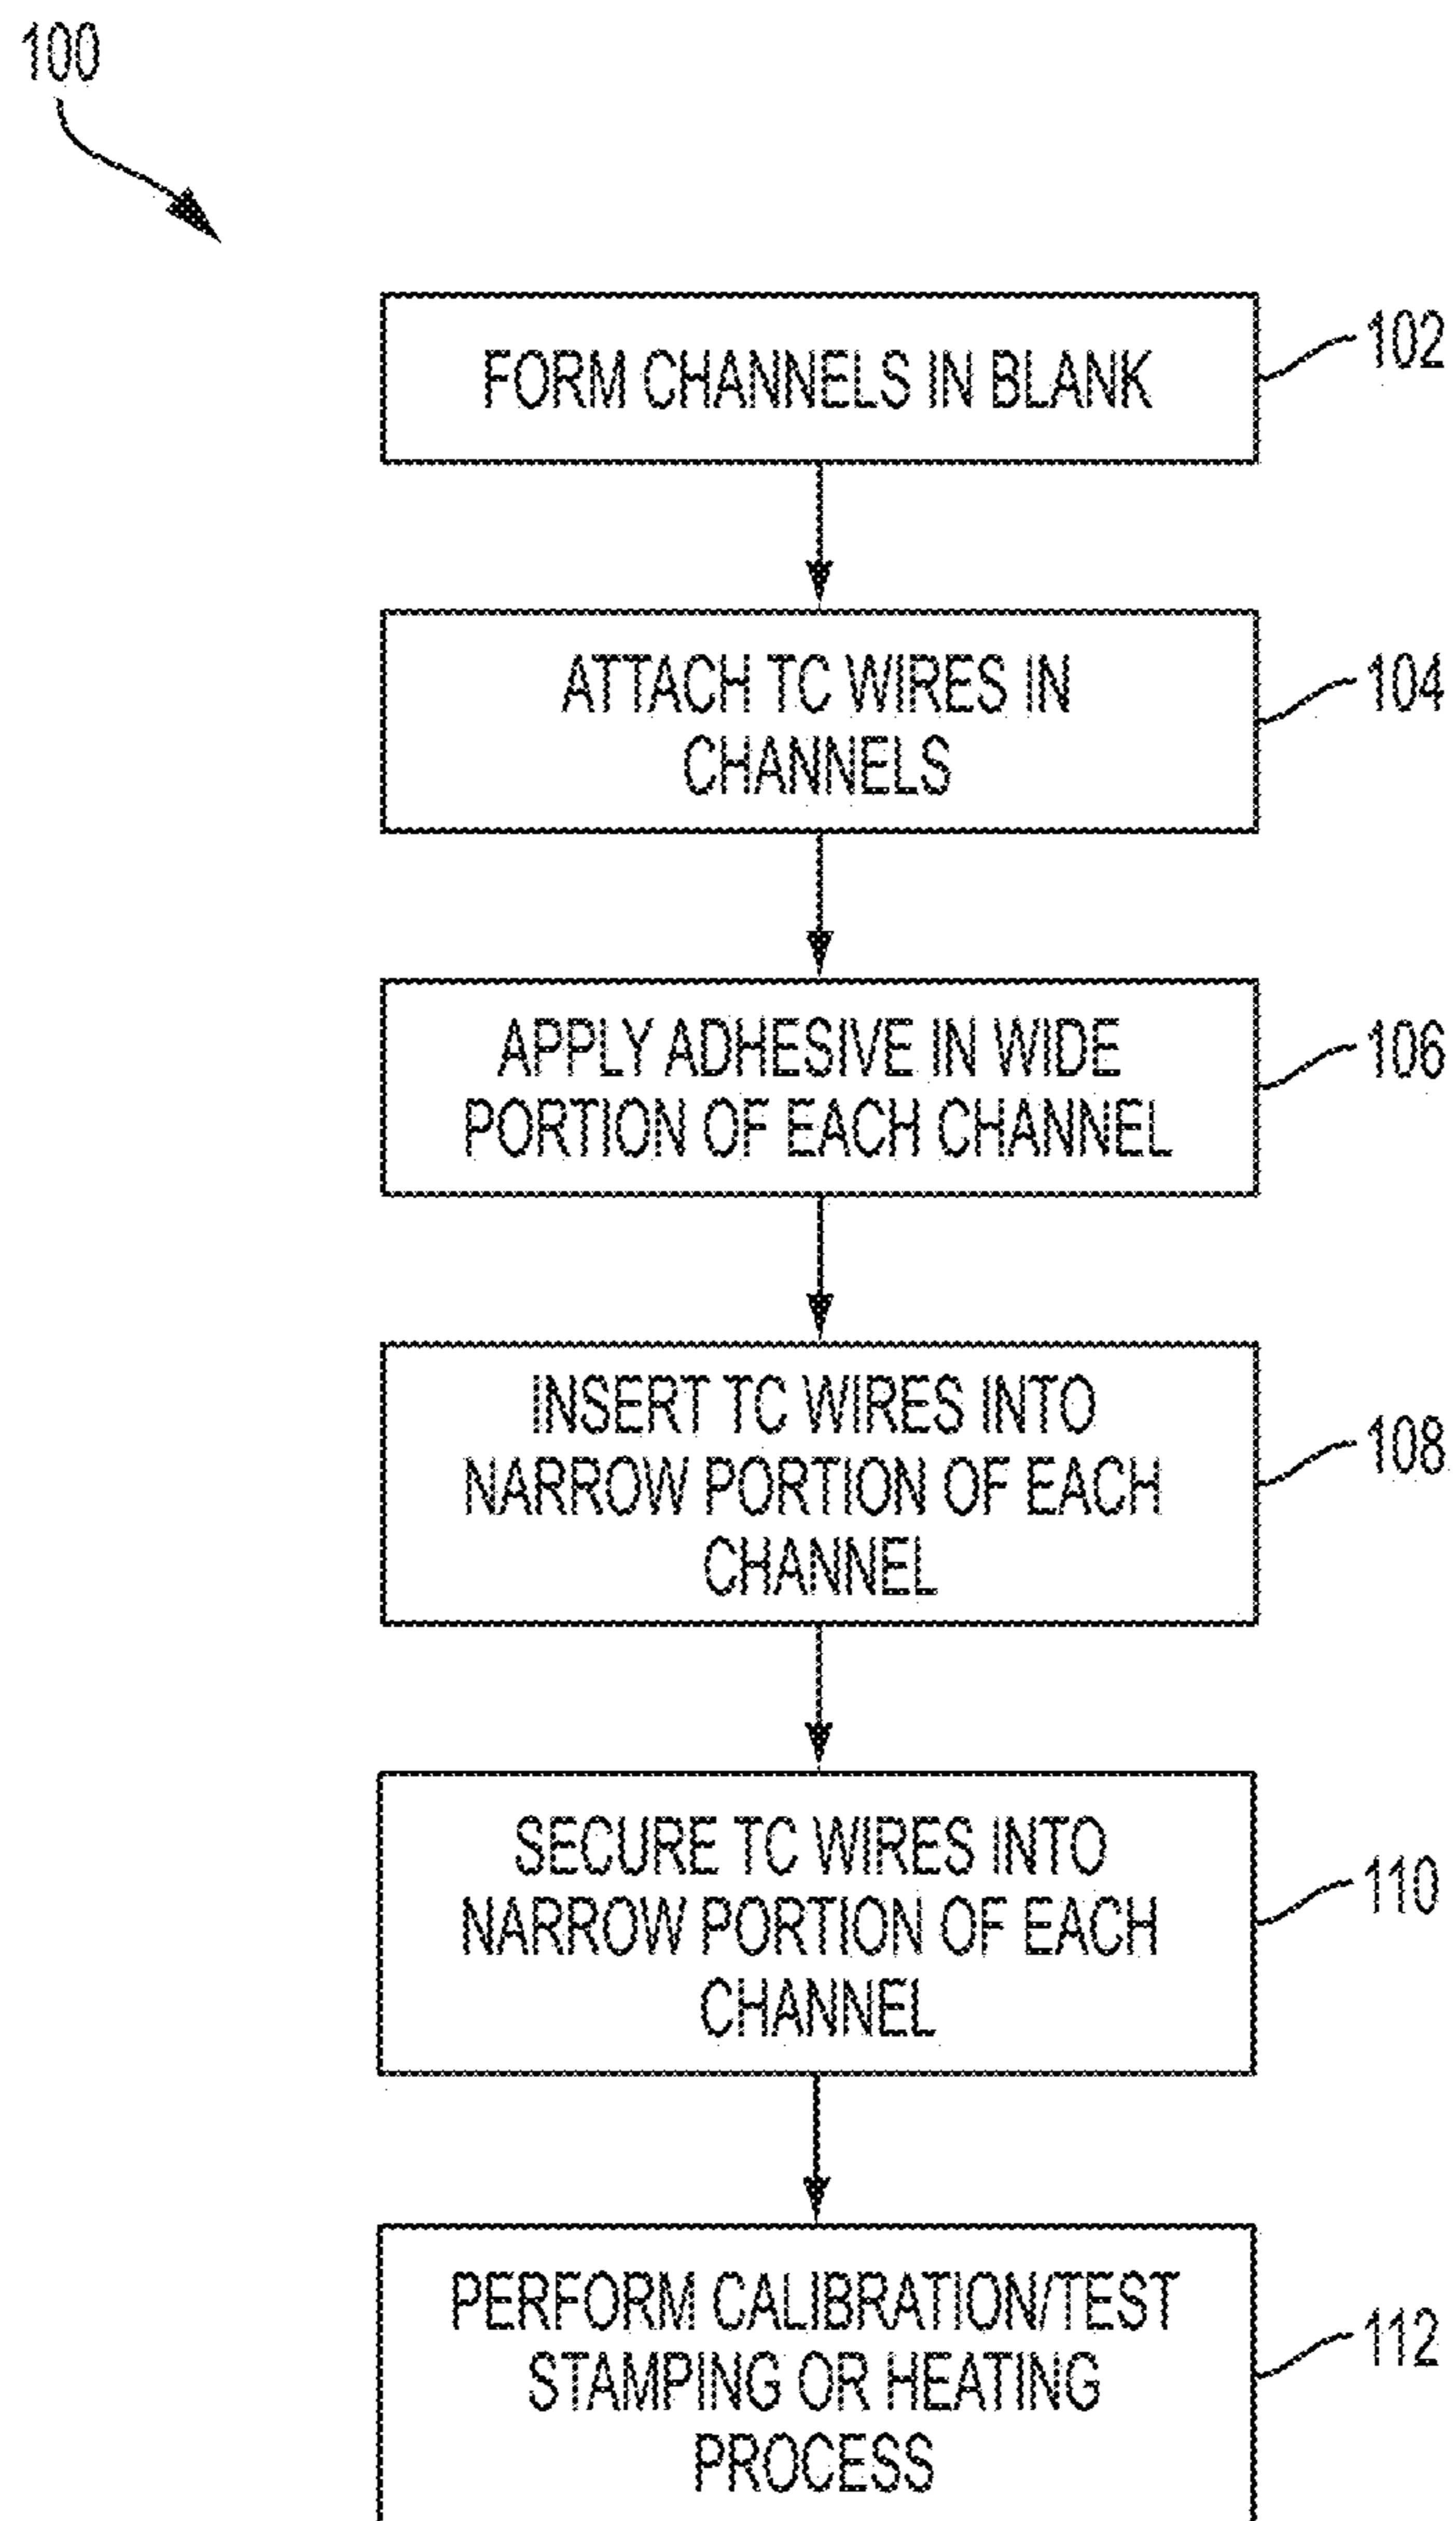 100
FORM CHANNELS IN BLANK
102
ATTACH TC WIRES IN
CHANNELS
104
APPLY ADHESIVE IN WIDE
PORTION OF EACH CHANNEL
106
INSERT TC WIRES INTO
NARROW PORTION OF EACH
CHANNEL
108
SECURE TC WIRES INTO
NARROW PORTION OF EACH
CHANNEL
110
PERFORM CALIBRATION/TEST
STAMPING OR HEATING
PROCESS
112